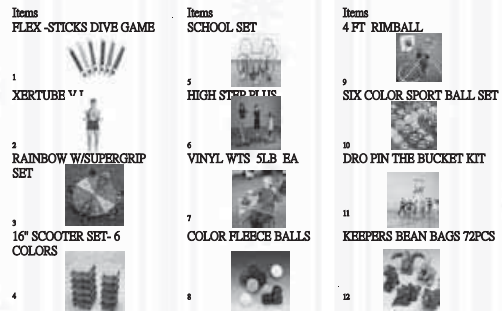 Items
FLEX -STICKS DIVE GAME
1
XERTUBE V.L
2
RAINBOW W/SUPERGRIP
SET
3
16" SCOOTER SET- 6
COLORS
4
Items
SCHOOL SET
5
HIGH STEP PLUS
6
VINYL WTS 5LB EA
7
COLOR FLEECE BALLS
8
Items
4 FT RIMBALL
9
SIX COLOR SPORT BALL SET
10
DRO PIN THE BUCKET KIT
11
KEEPERS BEAN BAGS 72PCS
12